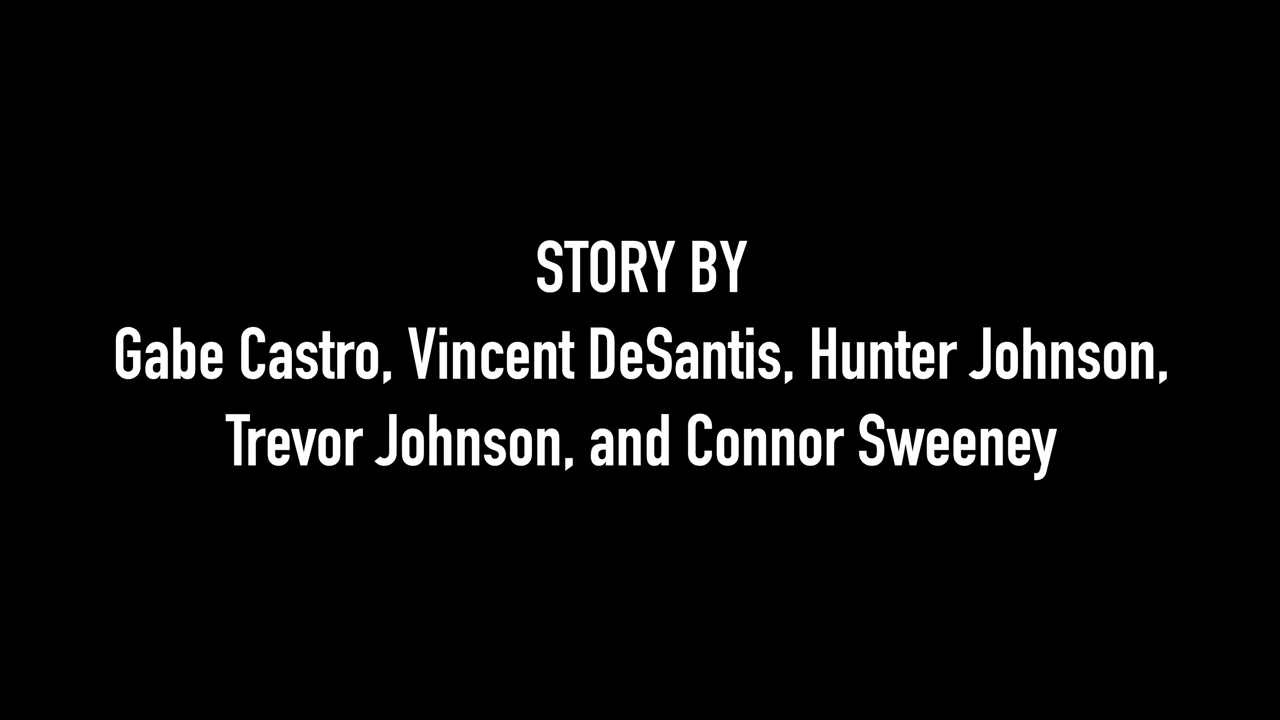 STORY BY
Gabe Castro, Vincent DeSantis, Hunter Johnson,
Trevor Johnson, and Connor Sweeney